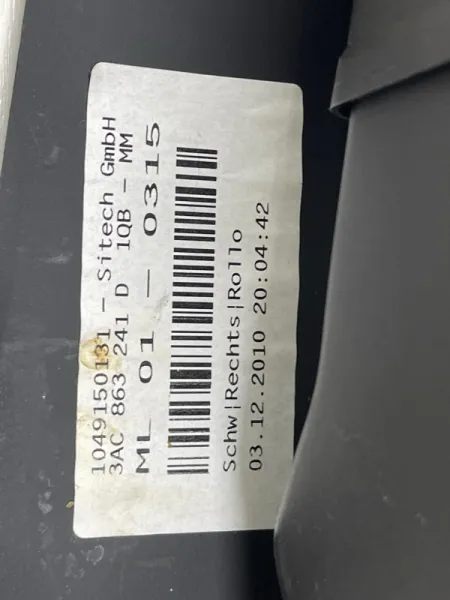 1049150131 - Sitech GmbH
3AC 863 241 D 1QB - MM
ML 01 - 0315
Schw|Rechts|Rollo
03.12.2010 20:04:42